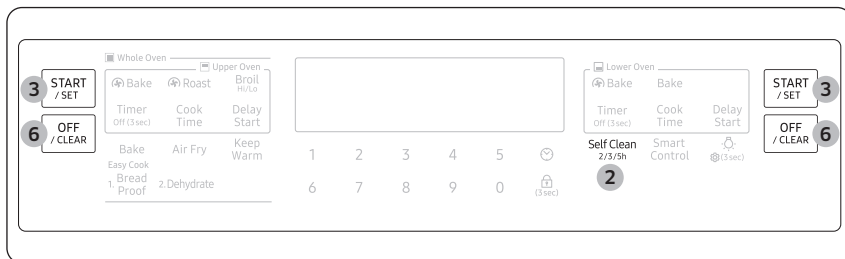 Whole Oven
Upper Oven
Lower Oven
3 START
/ SET
Bake Roast Broil
Hi/Lo
Bake Bake
START
/ SET 3
Timer
Off (3 sec)
Cook
Time
Delay
Start
Timer
Off (3 sec)
Cook
Time
Delay
Start
6 OFF
/ CLEAR
OFF
/ CLEAR 6
Bake Air Fry Keep
Warm
1 2 3 4 5
Self Clean
2/3/5h
Smart
Control
(3 sec)
Easy Cook
1. Bread
Proof
2. Dehydrate
6 7 8 9 0
(3 sec)
2